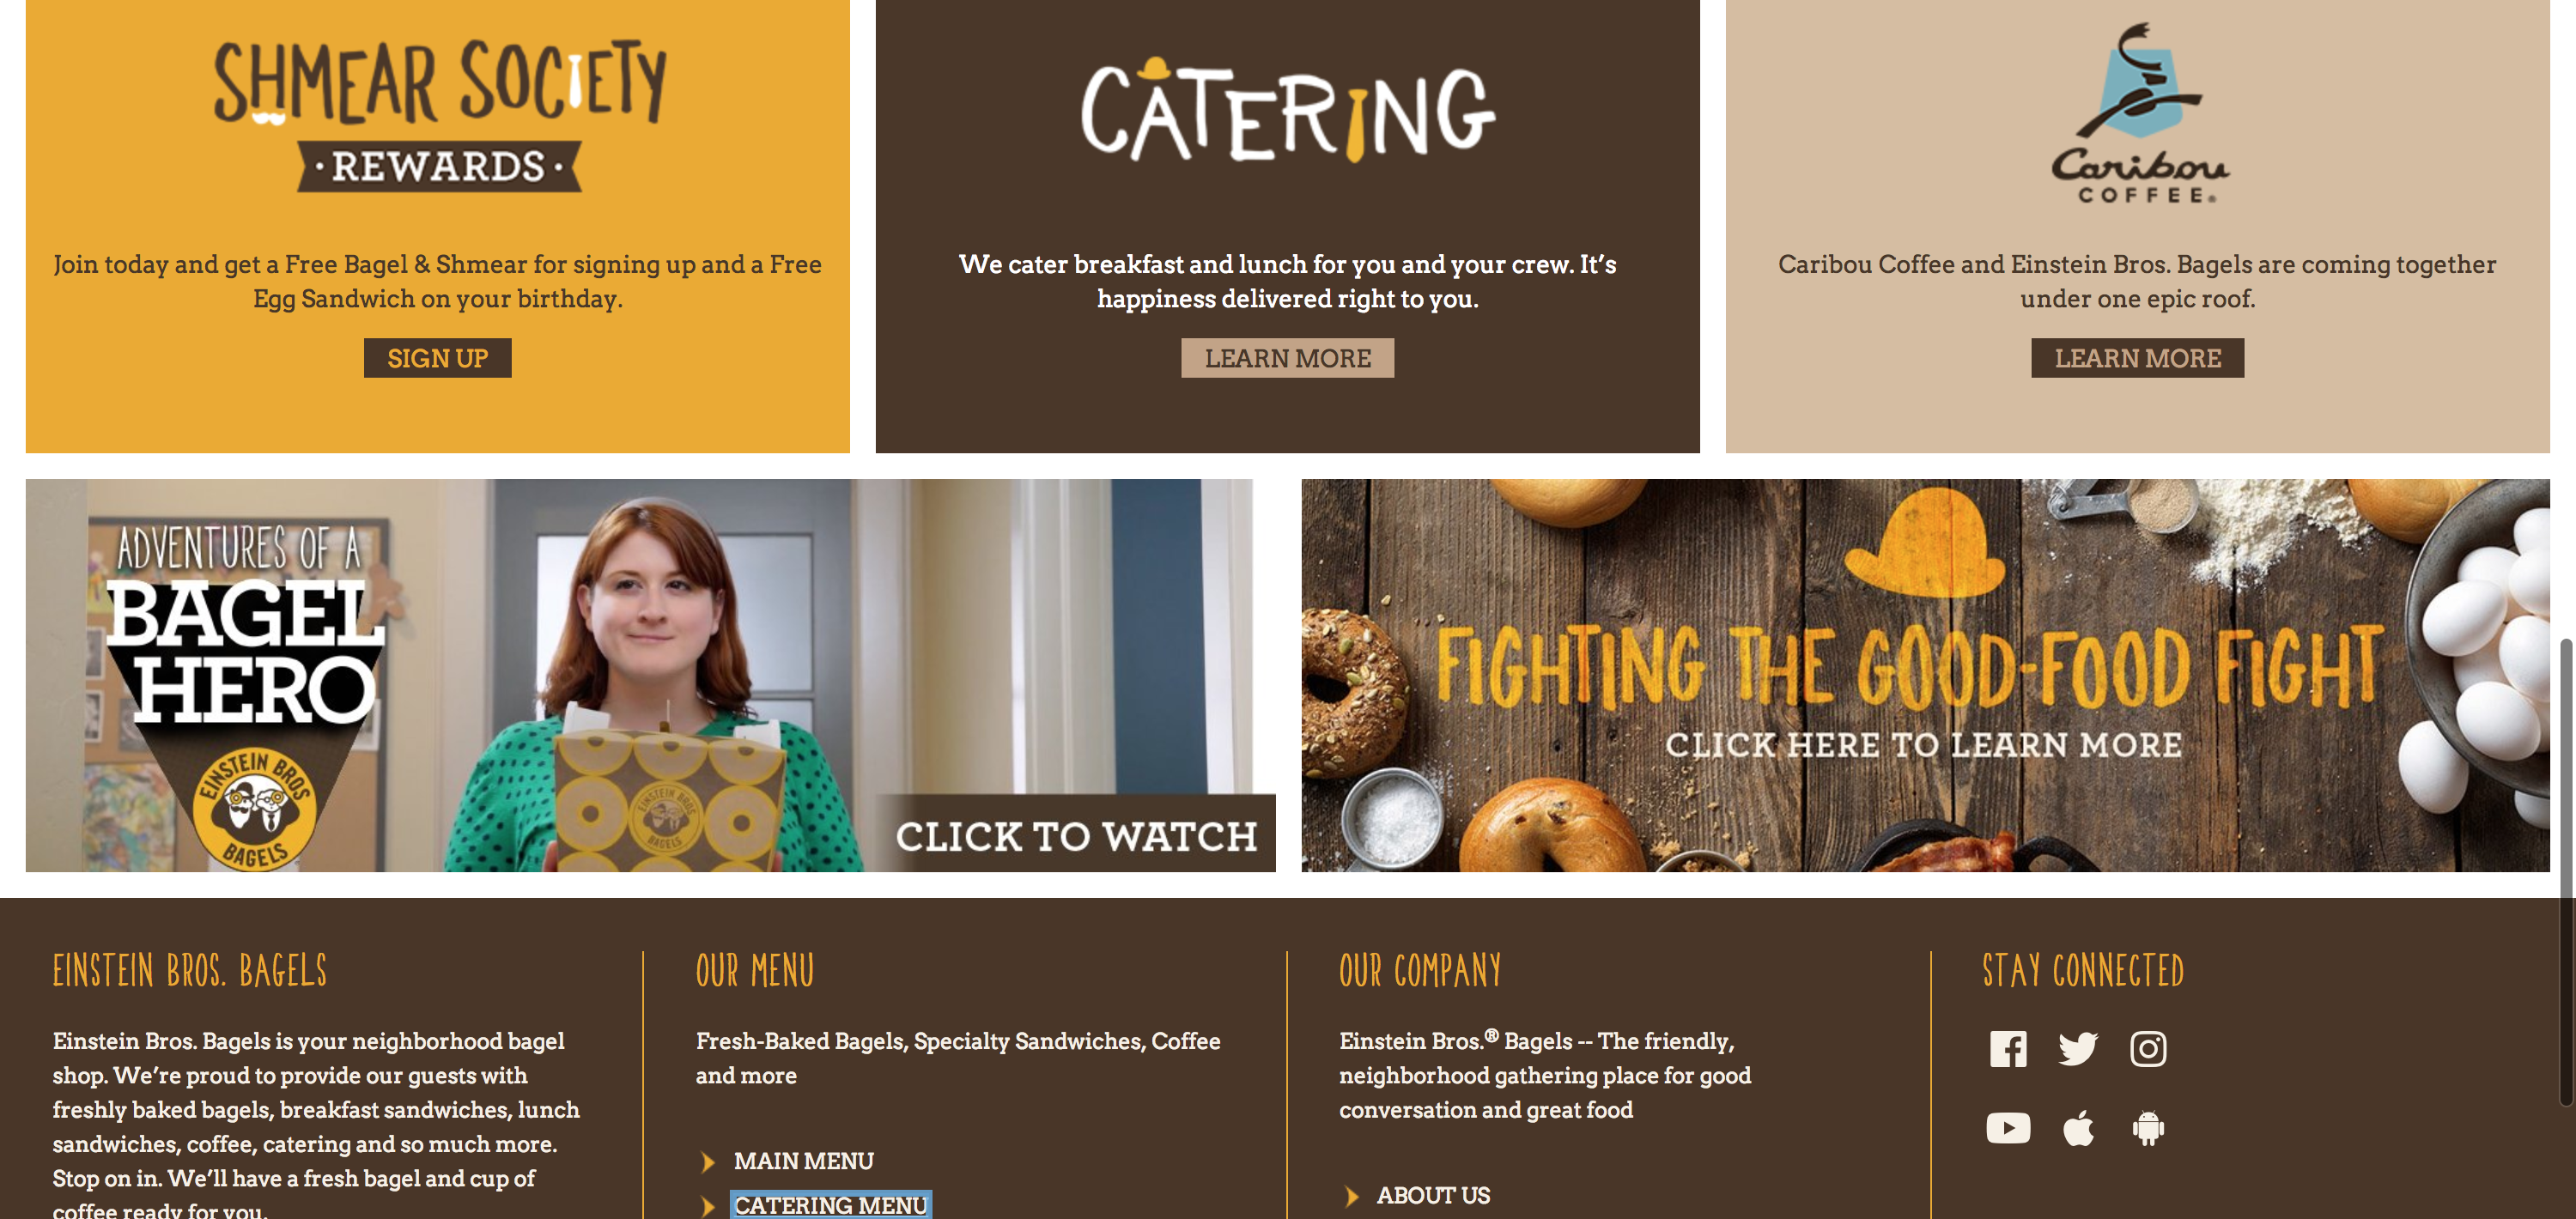 SHMEAR SOCIETY
· REWARDS ·
Join today and get a Free Bagel & Shmear for signing up and a Free
Egg Sandwich on your birthday.
SIGN UP
CATERING
We cater breakfast and lunch for you and your crew. It’s
happiness delivered right to you.
LEARN MORE
Caribou
COFFEE®
Caribou Coffee and Einstein Bros. Bagels are coming together
under one epic roof.
LEARN MORE
ADVENTURES OF A
BAGEL
HERO
EINSTEIN BROS
BAGELS
EINSTEIN BROS
BAGELS
CLICK TO WATCH
FIGHTING THE GOOD-FOOD FIGHT
CLICK HERE TO LEARN MORE
EINSTEIN BROS. BAGELS
Einstein Bros. Bagels is your neighborhood bagel
shop. We’re proud to provide our guests with
freshly baked bagels, breakfast sandwiches, lunch
sandwiches, coffee, catering and so much more.
Stop on in. We’ll have a fresh bagel and cup of
coffee ready for you.
OUR MENU
Fresh-Baked Bagels, Specialty Sandwiches, Coffee
and more
MAIN MENU
CATERING MENU
OUR COMPANY
Einstein Bros.® Bagels -- The friendly,
neighborhood gathering place for good
conversation and great food
ABOUT US
STAY CONNECTED